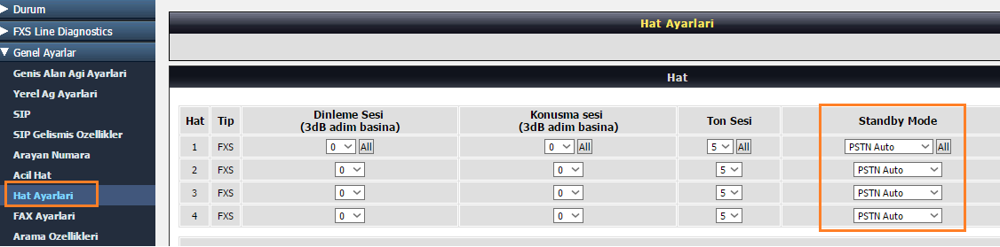 Durum
FXS Line Diagnostics
Genel Ayarlar
Genis Alan Agi Ayarlari
Yerel Ag Ayarlari
SIP
SIP Gelismis Ozellikler
Arayan Numara
Acil Hat
Hat Ayarlari
FAX Ayarlari
Arama Ozellikleri
Hat Ayarlari
Hat
Hat Tip Dinleme Sesi (3dB adim basina) Konusma sesi (3dB adim basina) Ton Sesi Standby Mode
1 FXS 0 All 0 All 5 All PSTN Auto All
2 FXS 0 0 5 PSTN Auto
3 FXS 0 0 5 PSTN Auto
4 FXS 0 0 5 PSTN Auto